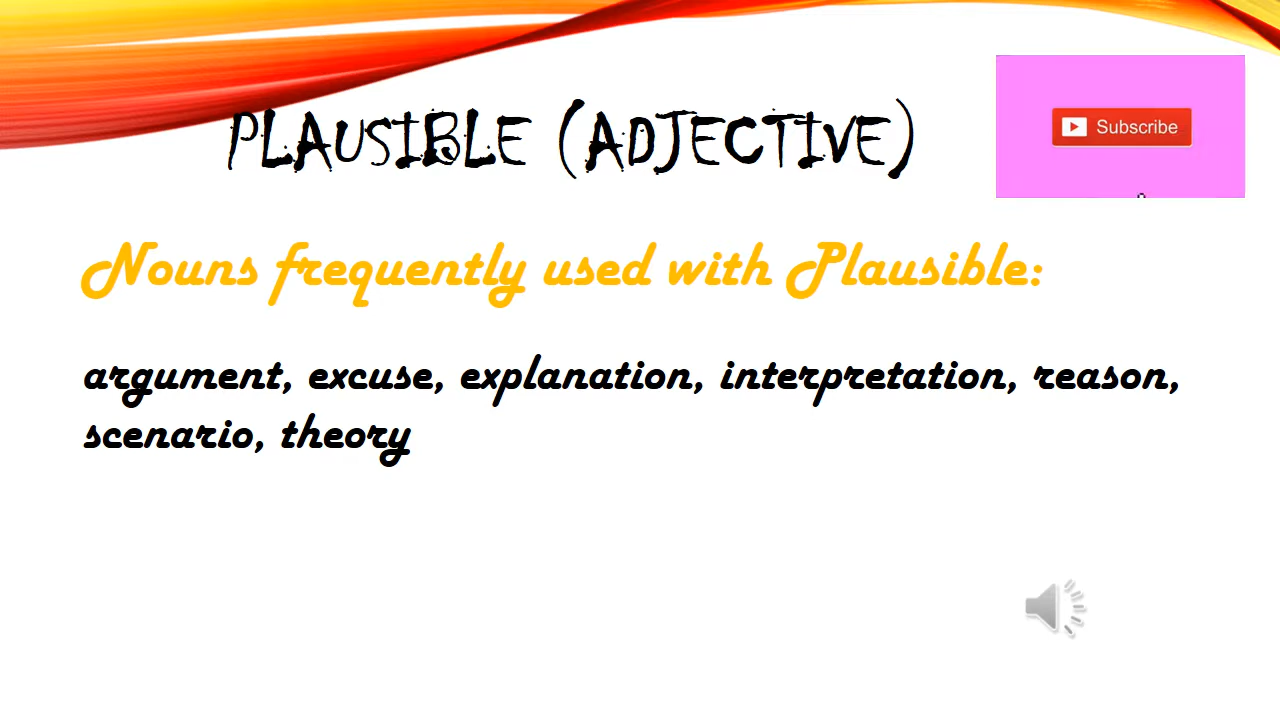 PLAUSIBLE (ADJECTIVE)
Subscribe
Nouns frequently used with Plausible:
argument, excuse, explanation, interpretation, reason,
scenario, theory